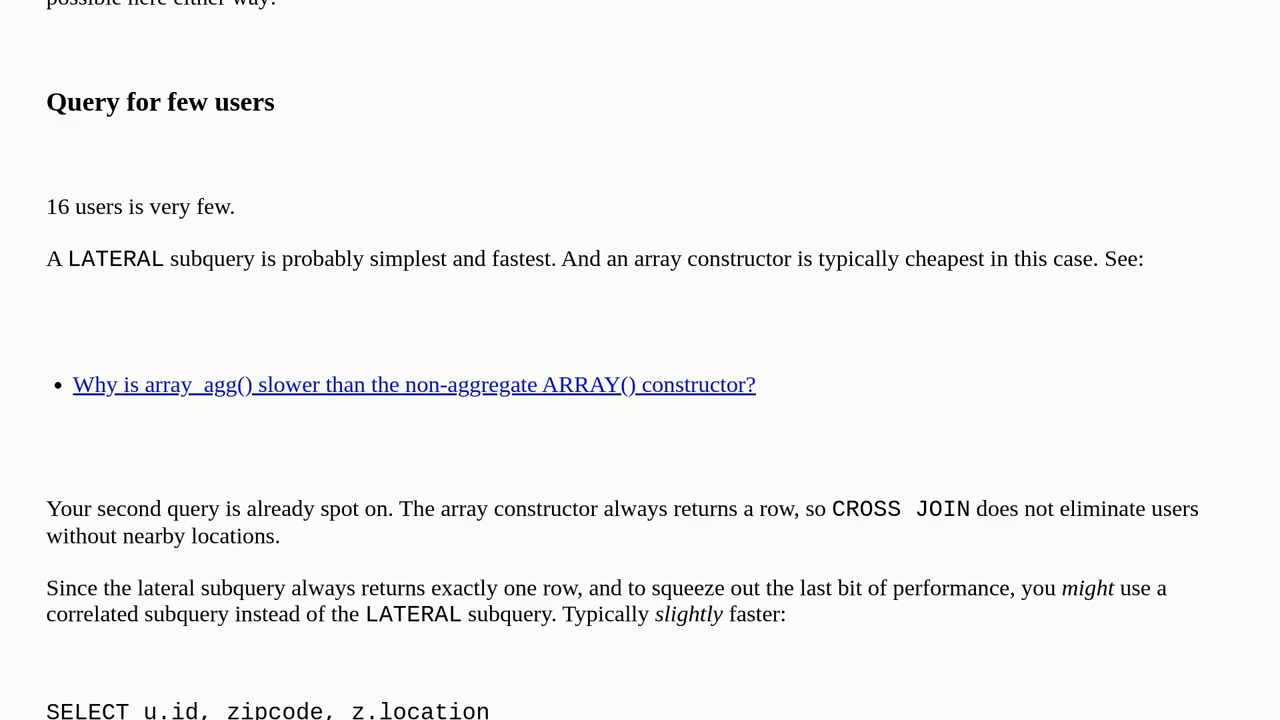 possible here either way.
Query for few users
16 users is very few.
A LATERAL subquery is probably simplest and fastest. And an array constructor is typically cheapest in this case. See:
Why is array_agg() slower than the non-aggregate ARRAY() constructor?
Your second query is already spot on. The array constructor always returns a row, so CROSS JOIN does not eliminate users
without nearby locations.
Since the lateral subquery always returns exactly one row, and to squeeze out the last bit of performance, you might use a
correlated subquery instead of the LATERAL subquery. Typically slightly faster:
SELECT u.id, zipcode, z.location